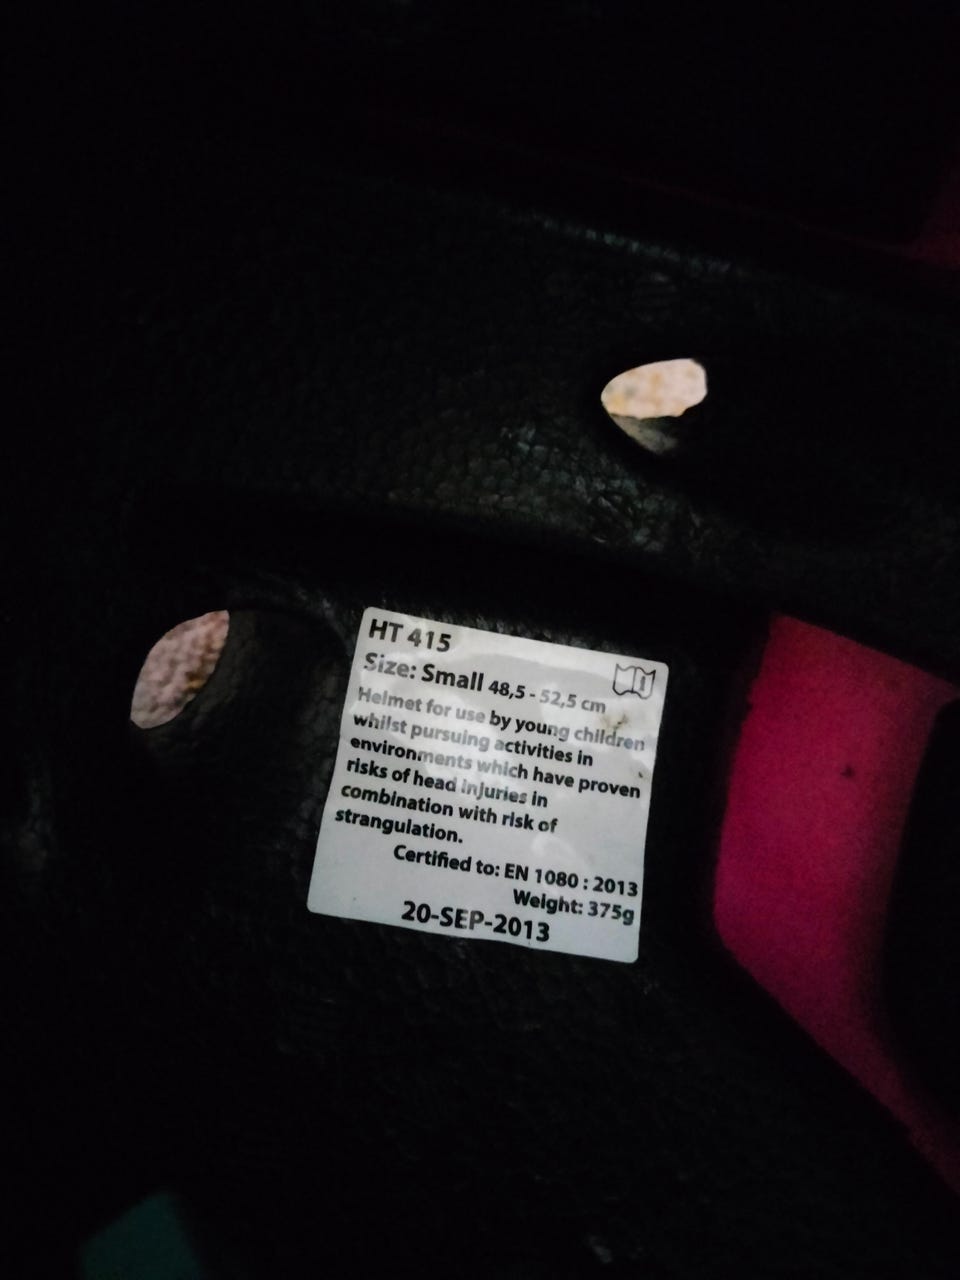 HT 415
Size: Small 48,5 - 52,5 cm
Helmet for use by young children
whilst pursuing activities in
environments which have proven
risks of head injuries in
combination with risk of
strangulation.
Certified to: EN 1080 : 2013
Weight: 375g
20-SEP-2013